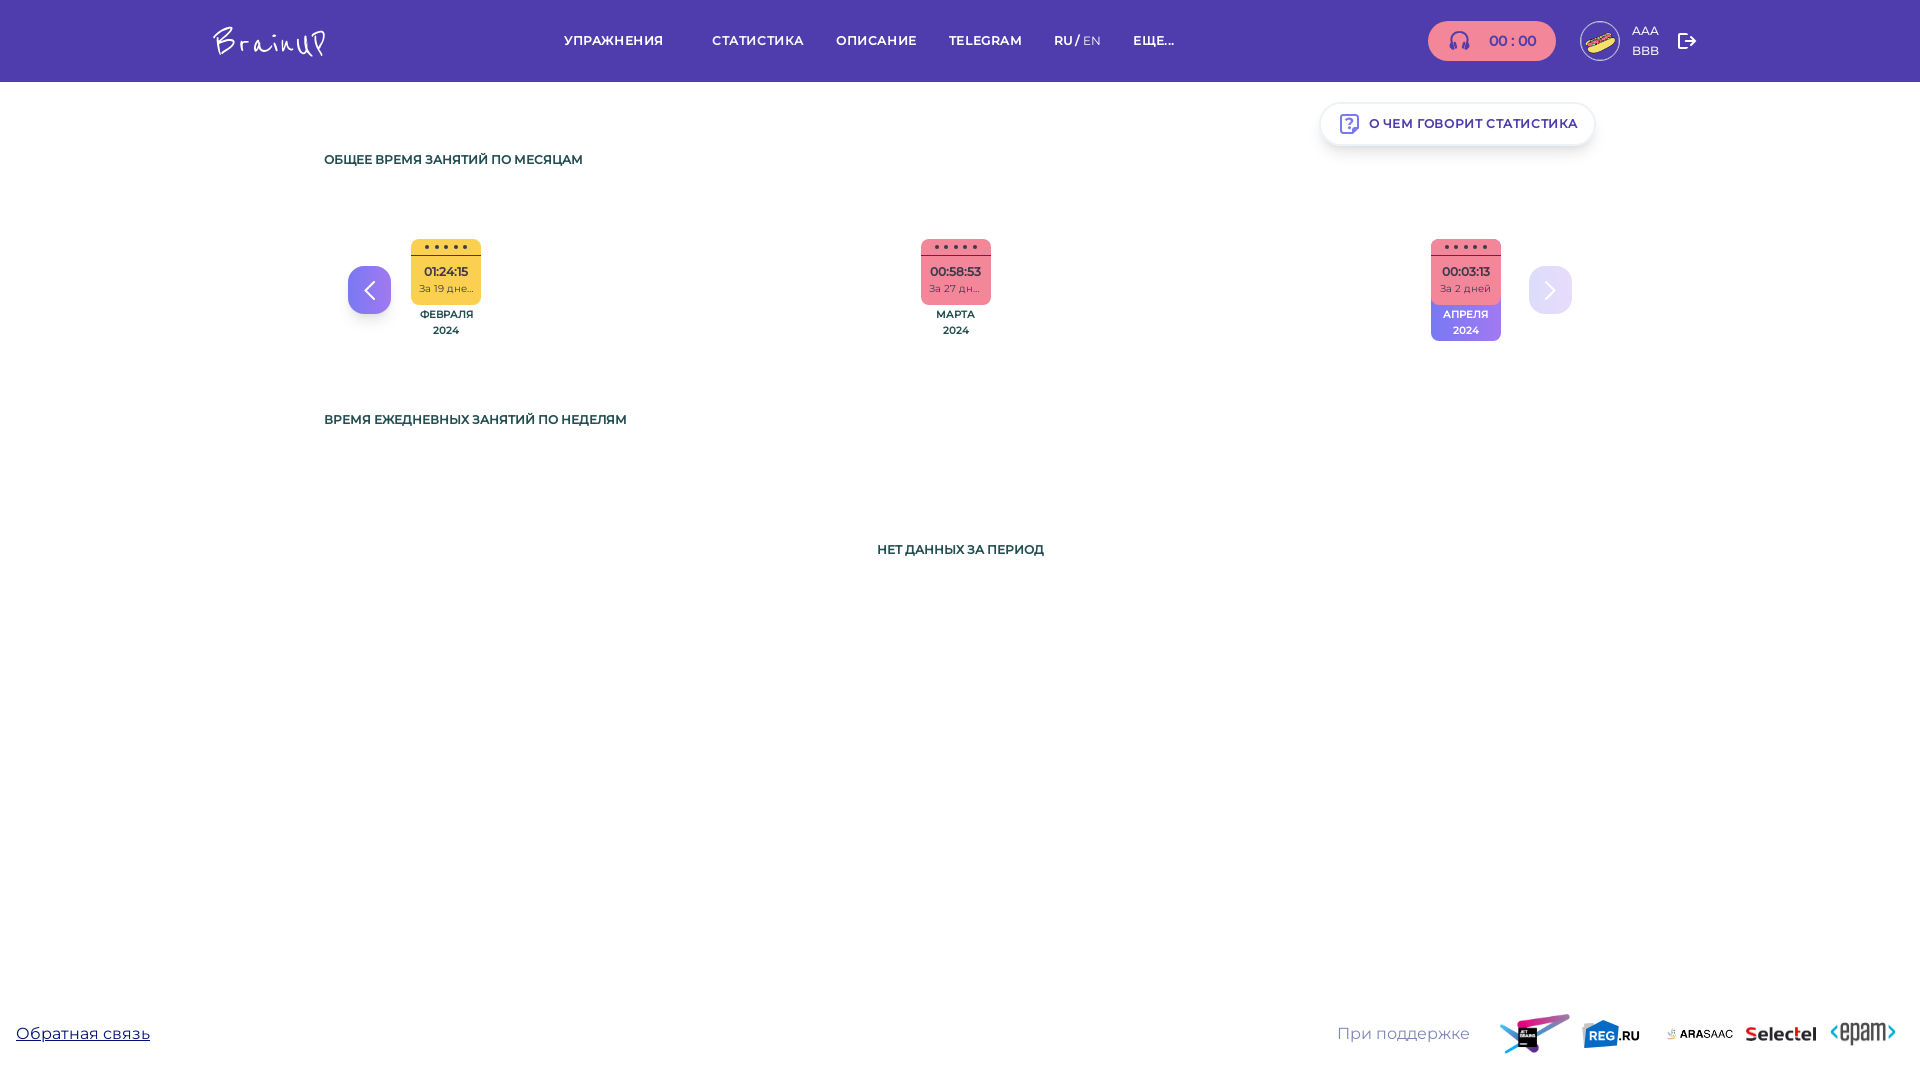 BrainUP
УПРАЖНЕНИЯ
СТАТИСТИКА
ОПИСАНИЕ
TELEGRAM
RU / EN
ЕЩЕ...
00 : 00
AAA
BBB
О ЧЕМ ГОВОРИТ СТАТИСТИКА
ОБЩЕЕ ВРЕМЯ ЗАНЯТИЙ ПО МЕСЯЦАМ
01:24:15
За 19 дне...
ФЕВРАЛЯ
2024
00:58:53
За 27 дн...
МАРТА
2024
00:03:13
За 2 дней
АПРЕЛЯ
2024
ВРЕМЯ ЕЖЕДНЕВНЫХ ЗАНЯТИЙ ПО НЕДЕЛЯМ
НЕТ ДАННЫХ ЗА ПЕРИОД
Обратная связь
При поддержке
JET
BRAINS
REG.RU
ARASAAC
Selectel
<epam>